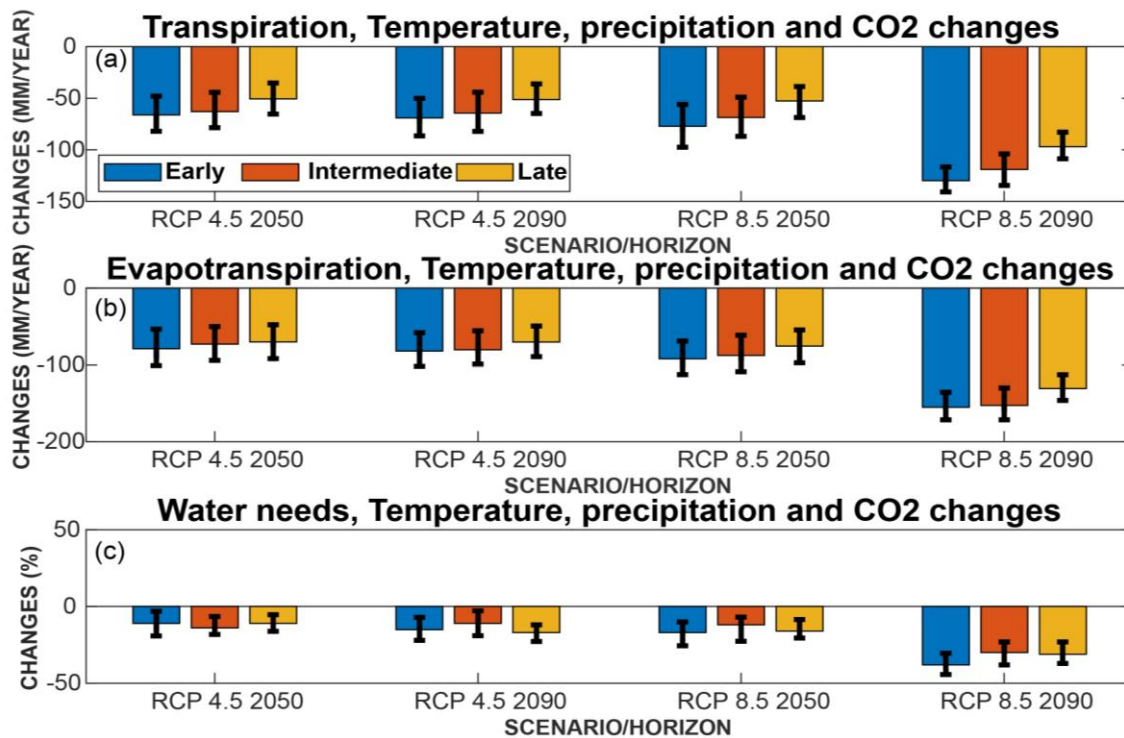 Transpiration, Temperature, precipitation and CO2 changes
CHANGES (MM/YEAR)
(a)
0
-50
-100
-150
Early Intermediate Late
RCP 4.5 2050 RCP 4.5 2090 RCP 8.5 2050 RCP 8.5 2090
SCENARIO/HORIZON
Evapotranspiration, Temperature, precipitation and CO2 changes
CHANGES (MM/YEAR)
(b)
0
-100
-200
RCP 4.5 2050 RCP 4.5 2090 RCP 8.5 2050 RCP 8.5 2090
SCENARIO/HORIZON
Water needs, Temperature, precipitation and CO2 changes
CHANGES (%)
(c)
50
0
-50
RCP 4.5 2050 RCP 4.5 2090 RCP 8.5 2050 RCP 8.5 2090
SCENARIO/HORIZON